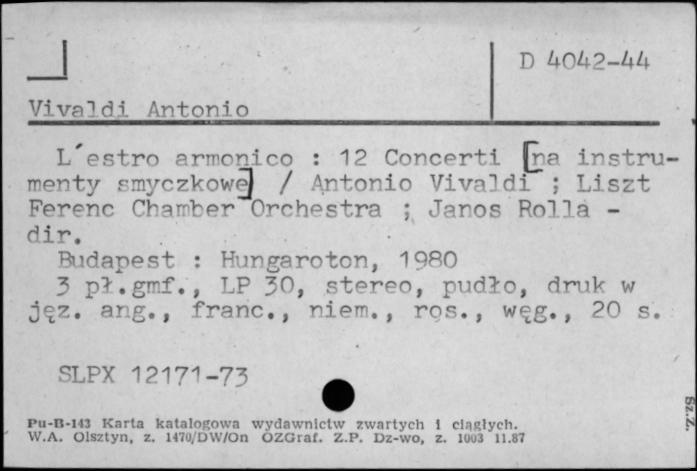 D 4042-44
Vivaldi Antonio
L'estro armonico : 12 Concerti [na instru-
menty smyczkowe] / Antonio Vivaldi ; Liszt
Ferenc Chamber Orchestra ; Janos Rolla -
dir.
Budapest : Hungaroton, 1980
3 pł.gmf., LP 30, stereo, pudło, druk w
jęz. ang., franc., niem., ros., węg., 20 s.
SLPX 12171-73
Pu-B-143 Karta katalogowa wydawnictw zwartych i ciągłych.
W.A. Olsztyn, z. 1470/DW/On OZGraf. Z.P. Dz-wo, z. 1003 11.87
Sz.Z.